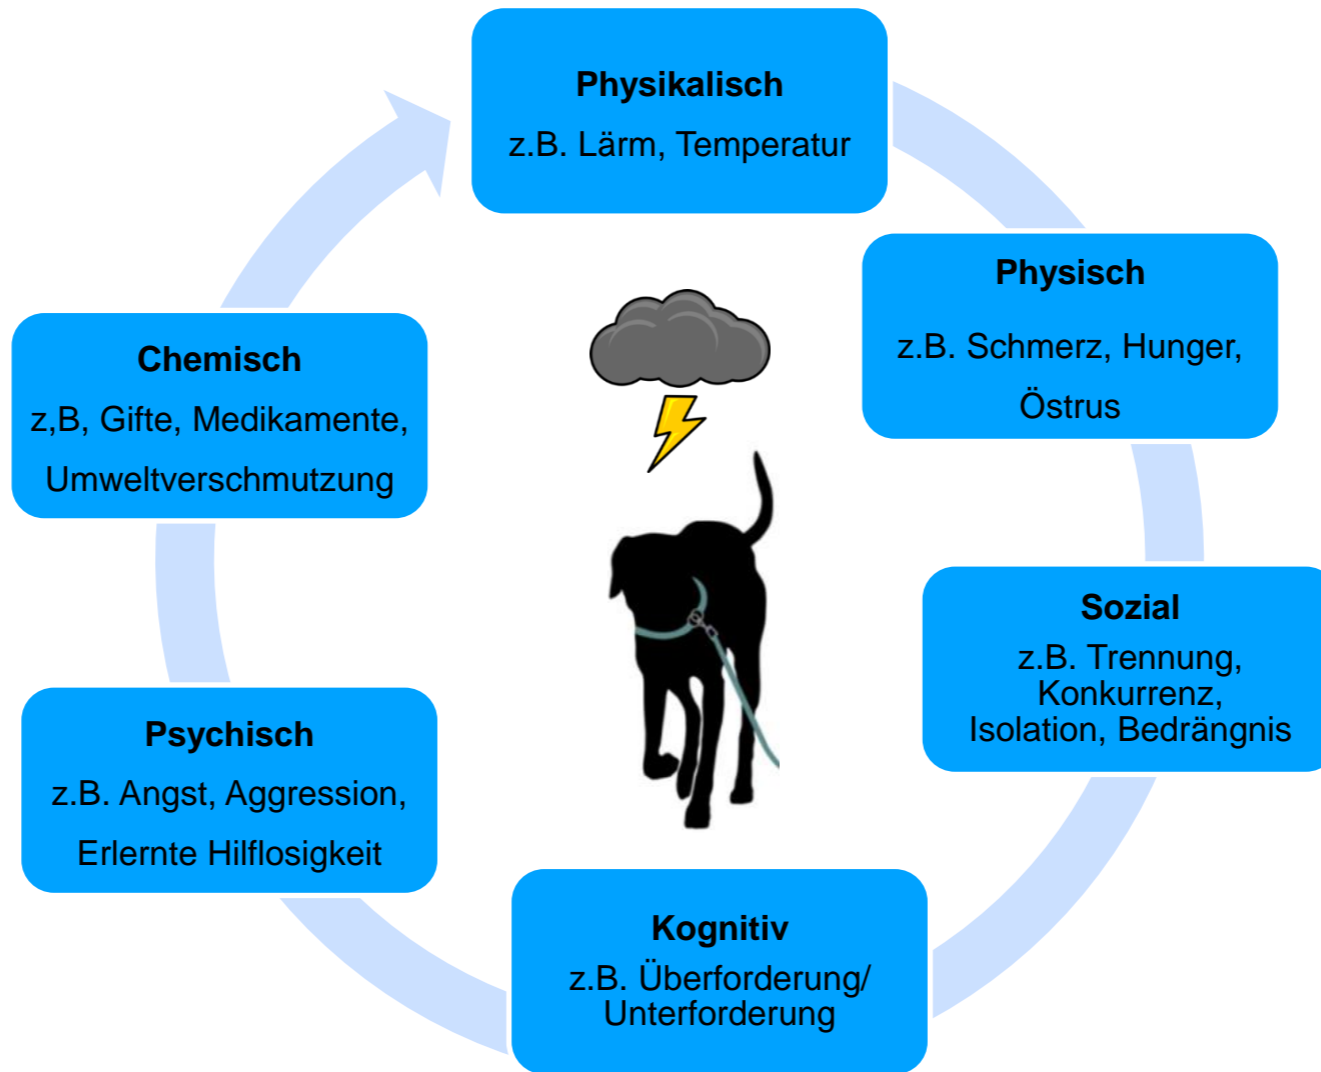 Physikalisch
z.B. Lärm, Temperatur
Physisch
z.B. Schmerz, Hunger,
Östrus
Sozial
z.B. Trennung,
Konkurrenz,
Isolation, Bedrängnis
Kognitiv
z.B. Überforderung/
Unterforderung
Psychisch
z.B. Angst, Aggression,
Erlernte Hilflosigkeit
Chemisch
z,B, Gifte, Medikamente,
Umweltverschmutzung